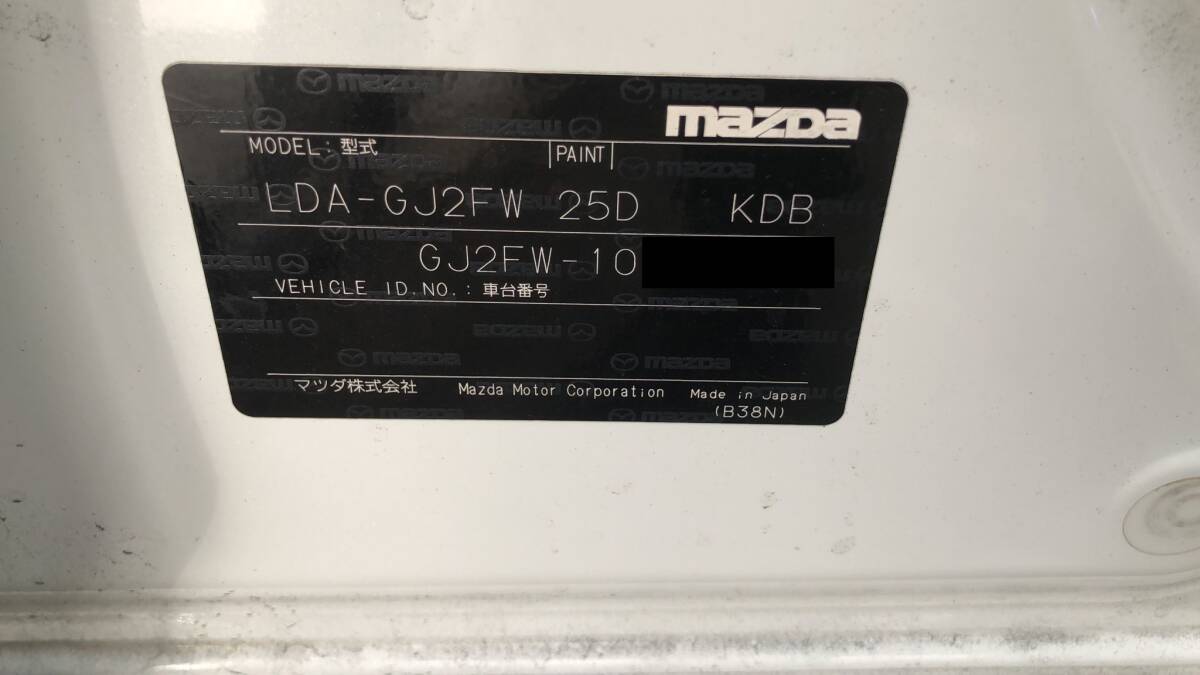 mazda
MODEL : 型式 PAINT
LDA-GJ2FW 25D KDB
GJ2FW-10
VEHICLE ID.NO.: 車台番号
マツダ株式会社 Mazda Motor Corporation Made in Japan
(B38N)